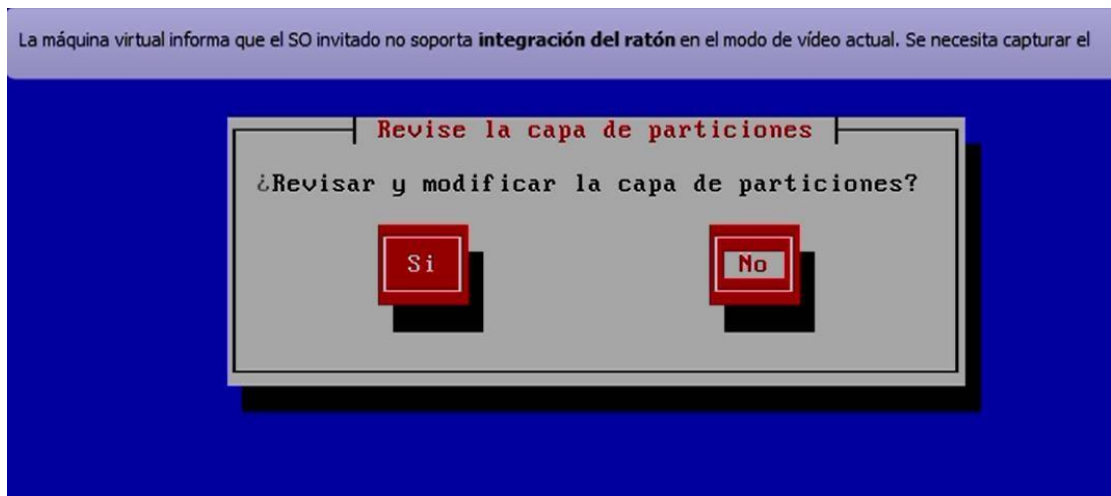 La máquina virtual informa que el SO invitado no soporta integración del ratón en el modo de vídeo actual. Se necesita capturar el
Revise la capa de particiones
¿Revisar y modificar la capa de particiones?
Si No